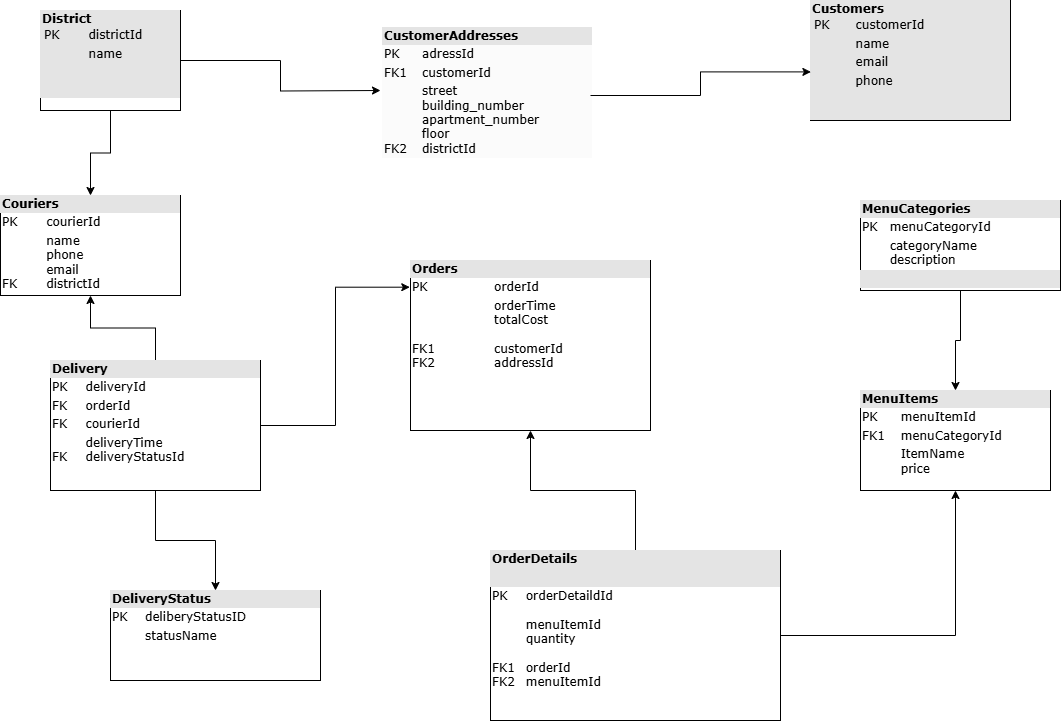 District
PK districtId
name
CustomerAddresses
PK adressId
FK1 customerId
street
building_number
apartment_number
floor
FK2 districtId
Customers
PK customerId
name
email
phone
Couriers
PK courierId
name
phone
email
FK districtId
Orders
PK orderId
orderTime
totalCost
FK1 customerId
FK2 addressId
MenuCategories
PK menuCategoryId
categoryName
description
Delivery
PK deliveryId
FK orderId
FK courierId
deliveryTime
FK deliveryStatusId
MenuItems
PK menuItemId
FK1 menuCategoryId
ItemName
price
DeliveryStatus
PK deliberyStatusID
statusName
OrderDetails
PK orderDetaildId
menuItemId
quantity
FK1 orderId
FK2 menuItemId